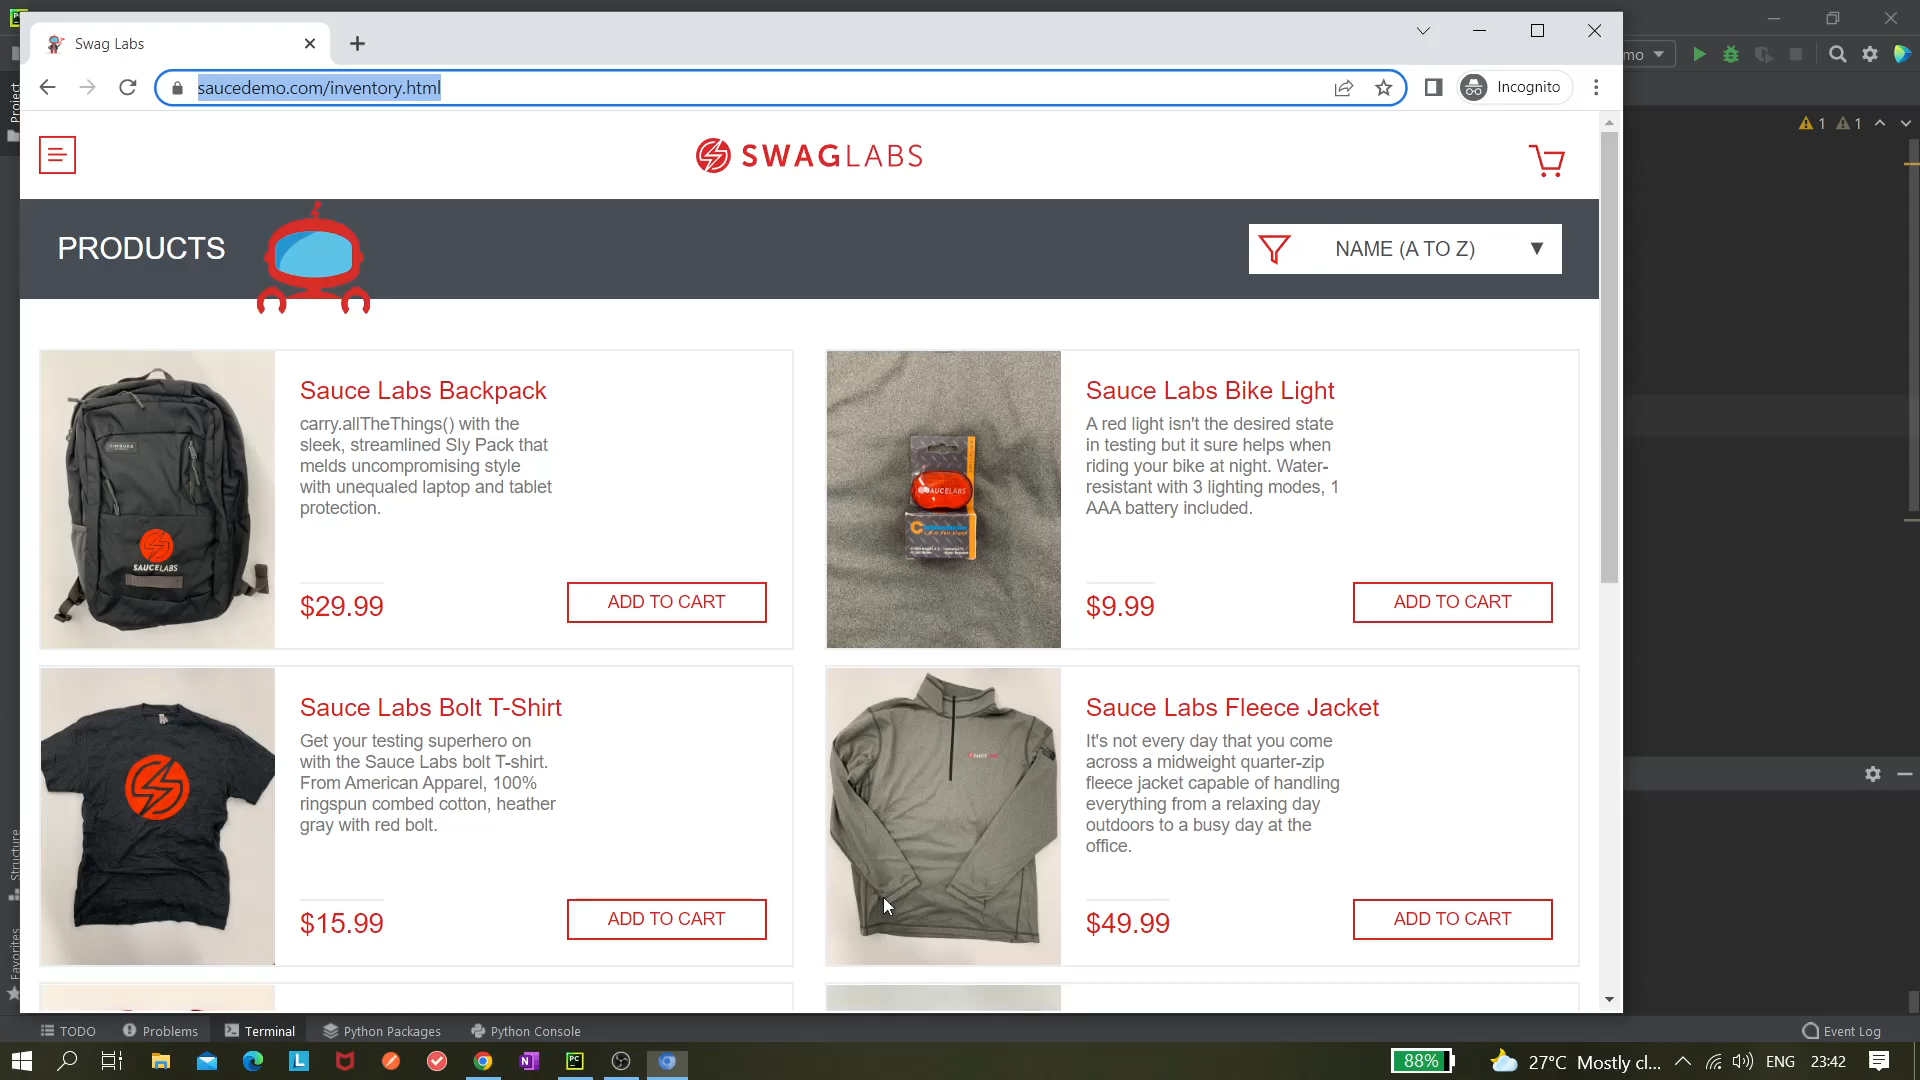 Swag Labs
mo
saucedemo.com/inventory.html
Incognito
Project
1
1
SWAGLABS
PRODUCTS
NAME (A TO Z)
Sauce Labs Backpack
carry.allTheThings() with the
sleek, streamlined Sly Pack that
melds uncompromising style
with unequaled laptop and tablet
protection.
SAUCELABS
$29.99
ADD TO CART
Sauce Labs Bike Light
A red light isn't the desired state
in testing but it sure helps when
riding your bike at night. Water-
resistant with 3 lighting modes, 1
AAA battery included.
SAUCELABS
$9.99
ADD TO CART
Sauce Labs Bolt T-Shirt
Get your testing superhero on
with the Sauce Labs bolt T-shirt.
From American Apparel, 100%
ringspun combed cotton, heather
gray with red bolt.
$15.99
ADD TO CART
Sauce Labs Fleece Jacket
It's not every day that you come
across a midweight quarter-zip
fleece jacket capable of handling
everything from a relaxing day
outdoors to a busy day at the
office.
$49.99
ADD TO CART
Structure
Favorites
TODO
Problems
Terminal
Python Packages
Python Console
Event Log
88%
27°C Mostly cl...
ENG
23:42